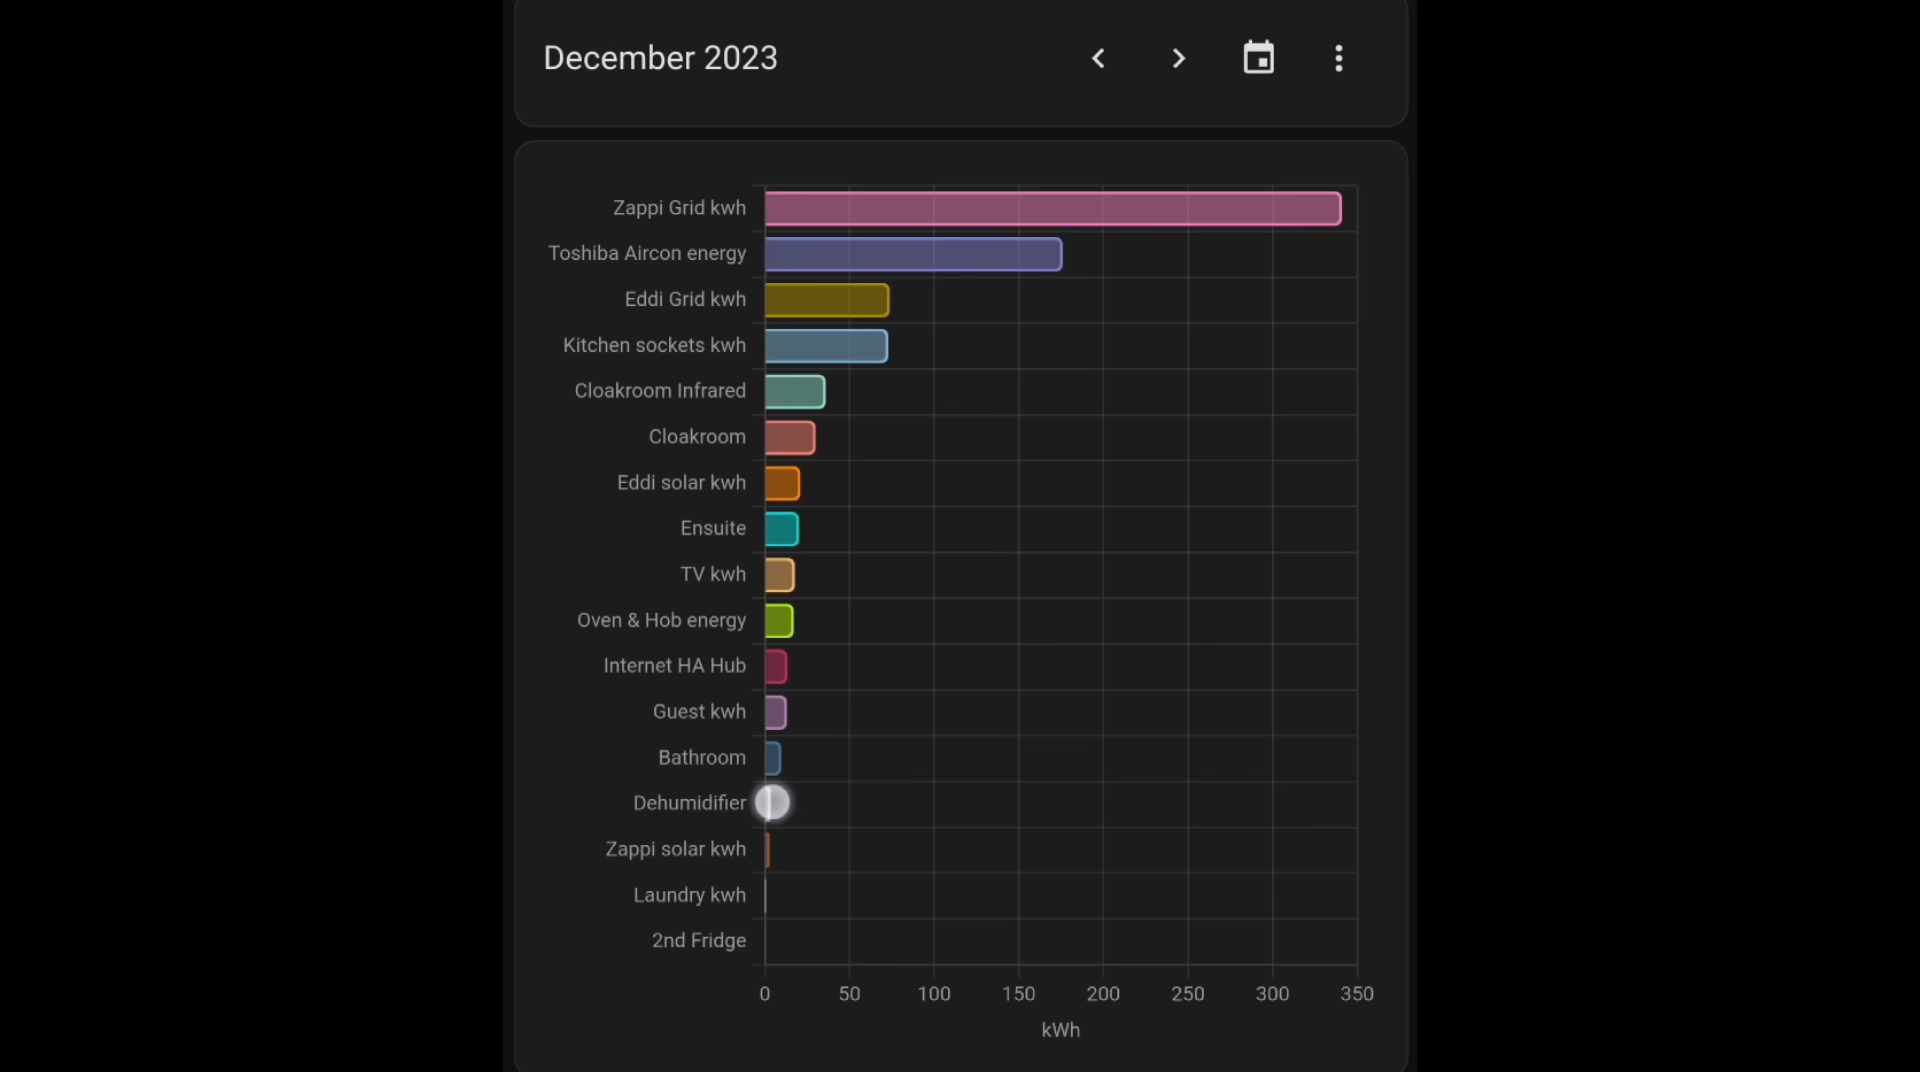 December 2023
Zappi Grid kwh
Toshiba Aircon energy
Eddi Grid kwh
Kitchen sockets kwh
Cloakroom Infrared
Cloakroom
Eddi solar kwh
Ensuite
TV kwh
Oven & Hob energy
Internet HA Hub
Guest kwh
Bathroom
Dehumidifier
Zappi solar kwh
Laundry kwh
2nd Fridge
0 50 100 150 200 250 300 350
kWh